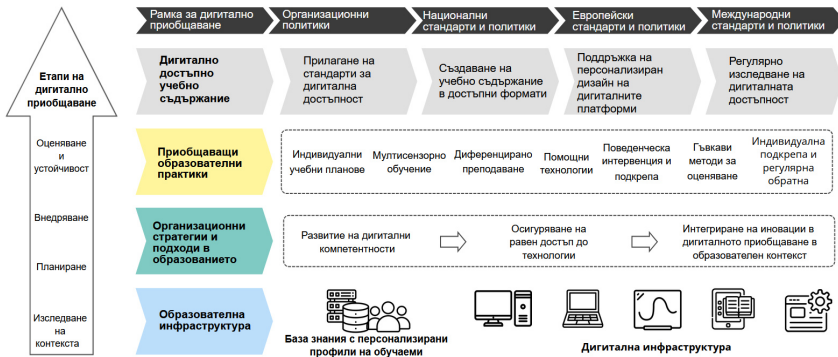 Рамка за дигитално
приобщаване
Организационни
политики
Национални
стандарти и политики
Европейски
стандарти и политики
Международни
стандарти и политики
Етапи на
дигитално
приобщаване
Оценяване
и
устойчивост
Внедряване
Планиране
Изследване
на
контекста
Дигитално
достъпно
учебно
съдържание
Прилагане на
стандарти за
дигитална
достъпност
Създаване на
учебно съдържание
в достъпни формати
Поддръжка на
персонализиран
дизайн на
дигиталните
платформи
Регулярно
изследване на
дигиталната
достъпност
Приобщаващи
образователни
практики
Индивидуални
учебни планове
Мултисензорно
обучение
Диференцирано
преподаване
Помощни
технологии
Поведенческа
интервенция и
подкрепа
Гъвкави
методи за
оценяване
Индивидуална
подкрепа и
регулярна
обратна
Организационни
стратегии и
подходи в
образованието
Развитие на дигитални
компетентности
Осигуряване на
равен достъп до
технологии
Интегриране на иновации в
дигиталното приобщаване в
образователен контекст
Образователна
инфраструктура
База знания с персонализирани
профили на обучаеми
Дигитална инфраструктура